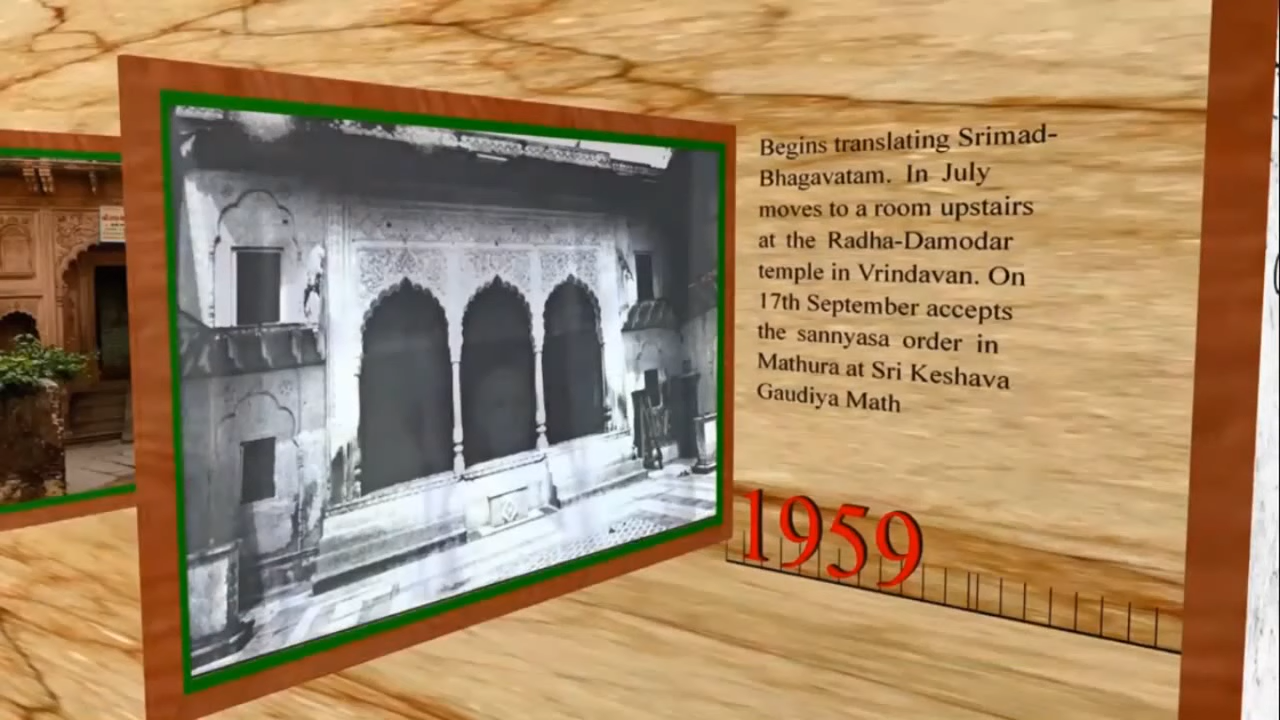 Begins translating Srimad-
Bhagavatam. In July
moves to a room upstairs
at the Radha-Damodar
temple in Vrindavan. On
17th September accepts
the sannyasa order in
Mathura at Sri Keshava
Gaudiya Math
1959